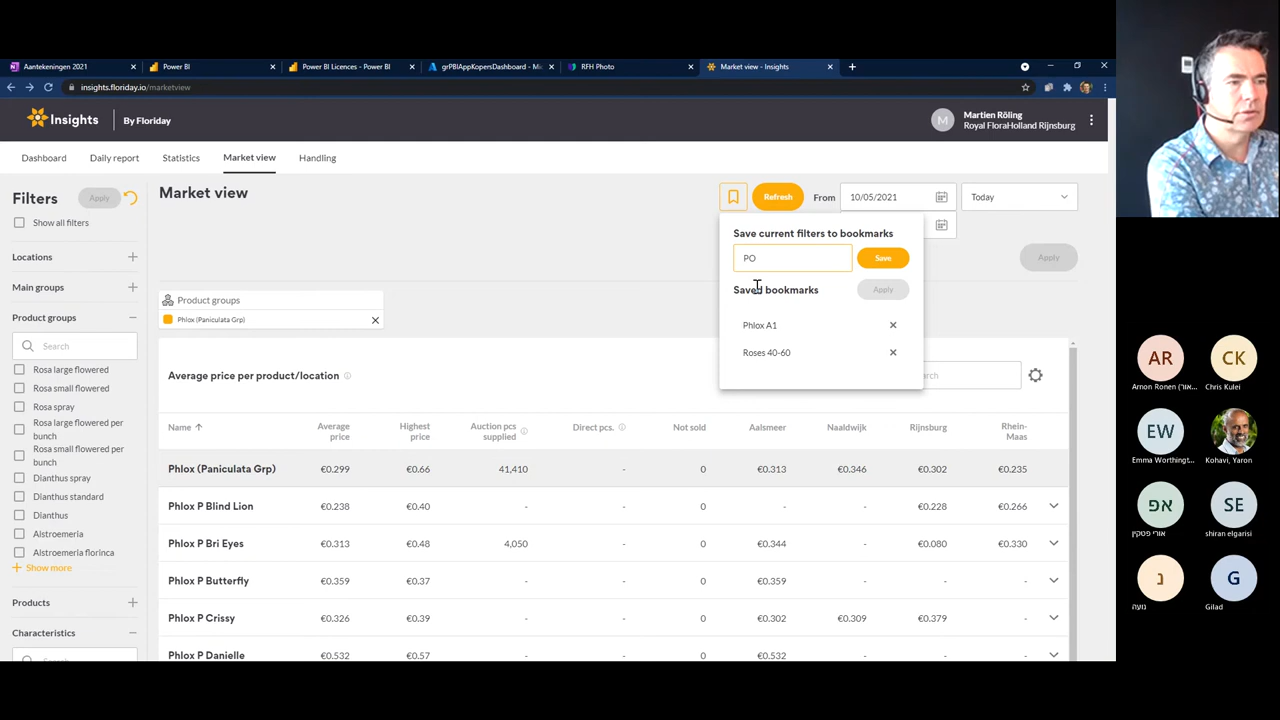 Aantekeningen 2021
Power BI
Power BI Licences - Power BI
grPBIAppKopersDashboard - Mic
RFH Photo
Market view - Insights
insights.floriday.io/marketview
Insights
By Floriday
M
Martien Röling
Royal FloraHolland Rijnsburg
Dashboard
Daily report
Statistics
Market view
Handling
Filters
Apply
Show all filters
Locations
Main groups
Product groups
Search
Rosa large flowered
Rosa small flowered
Rosa spray
Rosa large flowered per
bunch
Rosa small flowered per
bunch
Dianthus spray
Dianthus standard
Dianthus
Alstroemeria
Alstroemeria florinca
Show more
Products
Characteristics
Market view
Refresh
From
10/05/2021
Today
Apply
Save current filters to bookmarks
PO
Save
Saved bookmarks
Apply
Phlox A1
Roses 40-60
Product groups
Phlox (Paniculata Grp)
Average price per product/location
Name Average price Highest price Auction pcs supplied Direct pcs. Not sold Aalsmeer Naaldwijk Rijnsburg Rhein-Maas
Phlox (Paniculata Grp) €0.299 €0.66 41,410 - 0 €0.313 €0.346 €0.302 €0.235
Phlox P Blind Lion €0.238 €0.40 - - 0 - - €0.228 €0.266
Phlox P Bri Eyes €0.313 €0.48 4,050 - 0 €0.344 - €0.080 €0.330
Phlox P Butterfly €0.359 €0.37 - - 0 €0.359 - - -
Phlox P Crissy €0.326 €0.39 - - 0 €0.302 €0.309 €0.379 -
Phlox P Danielle €0.532 €0.57 - - 0 €0.532 - - -
AR
Arnon Ronen
CK
Chris Kulei
EW
Emma Worthingt...
Kohavi, Yaron
אפ
אורי פטקין
SE
shiran elgarisi
נ
נועה
G
Gilad